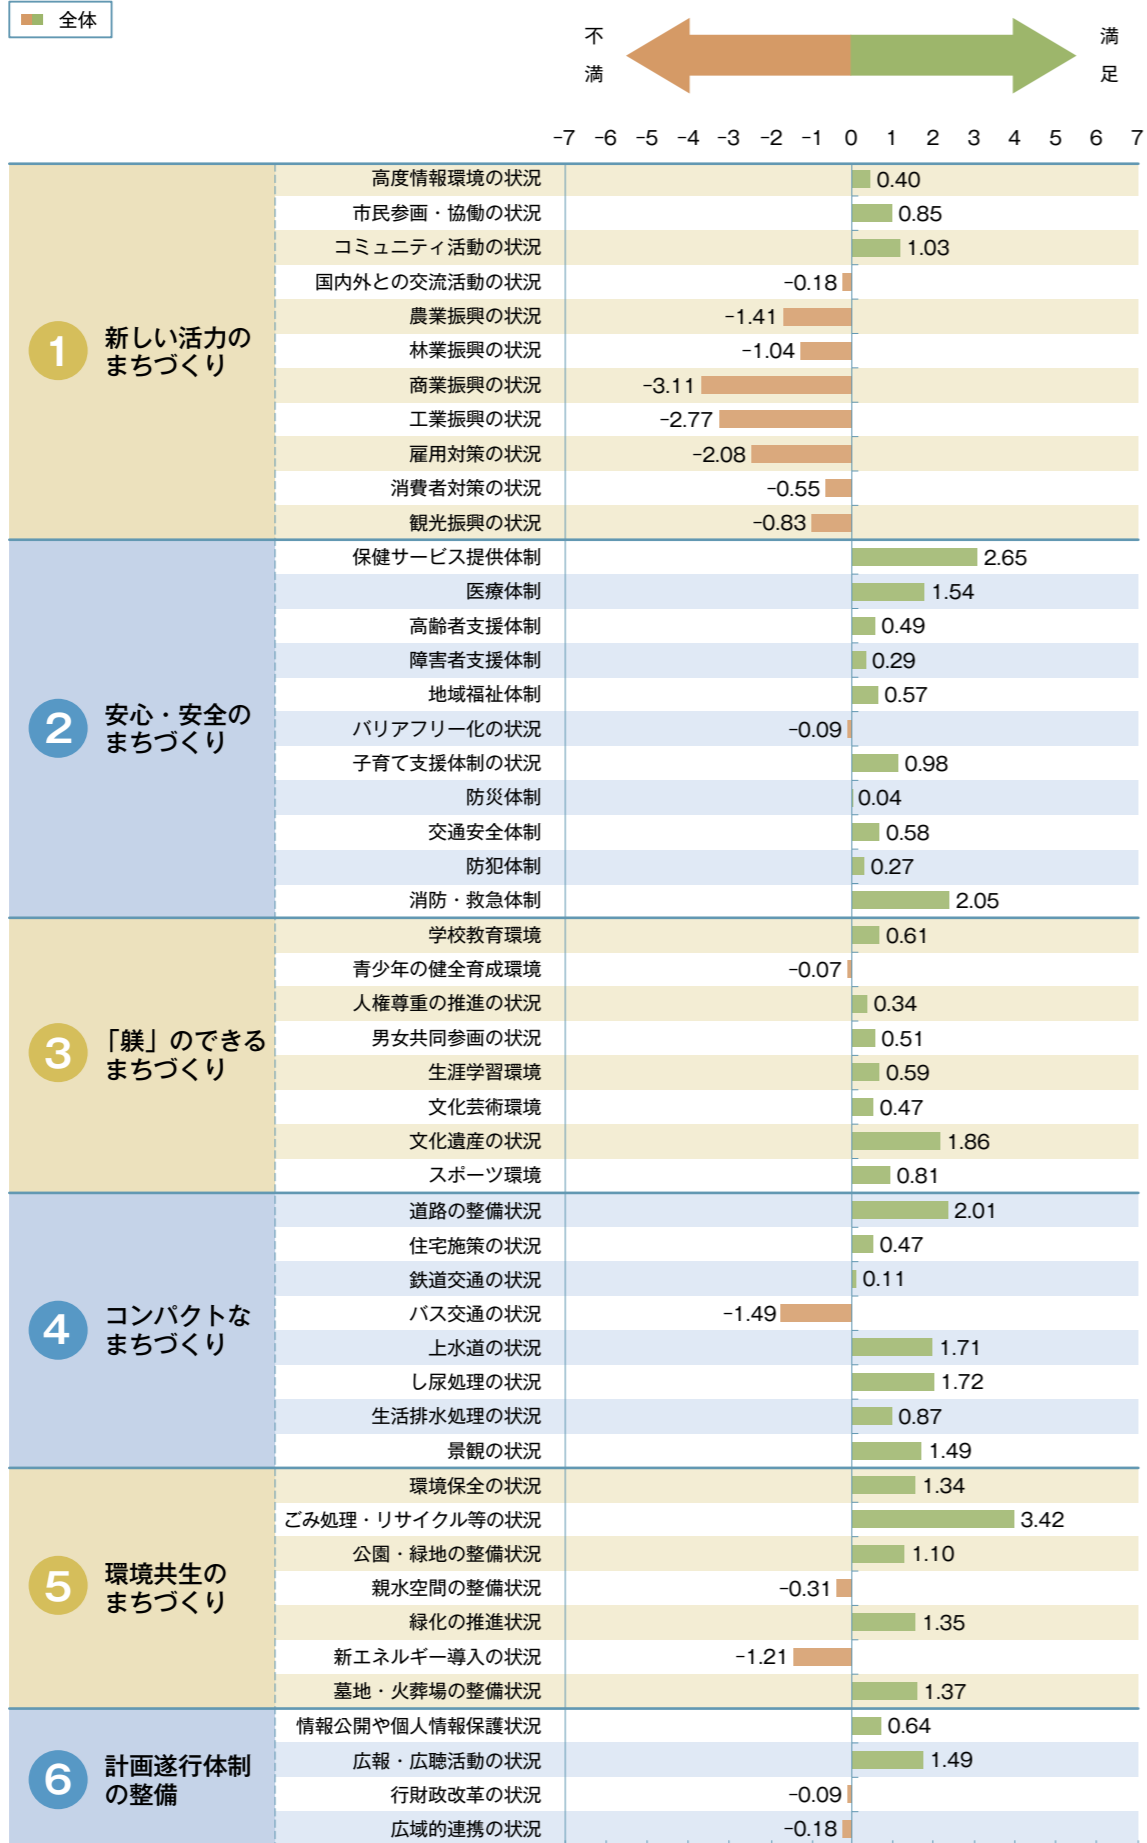 全体
不満
満足
-7 -6 -5 -4 -3 -2 -1 0 1 2 3 4 5 6 7
1 新しい活力の
まちづくり
高度情報環境の状況 0.40
市民参画・協働の状況 0.85
コミュニティ活動の状況 1.03
国内外との交流活動の状況 -0.18
農業振興の状況 -1.41
林業振興の状況 -1.04
商業振興の状況 -3.11
工業振興の状況 -2.77
雇用対策の状況 -2.08
消費者対策の状況 -0.55
観光振興の状況 -0.83
2 安心・安全の
まちづくり
保健サービス提供体制 2.65
医療体制 1.54
高齢者支援体制 0.49
障害者支援体制 0.29
地域福祉体制 0.57
バリアフリー化の状況 -0.09
子育て支援体制の状況 0.98
防災体制 0.04
交通安全体制 0.58
防犯体制 0.27
消防・救急体制 2.05
3 「躾」のできる
まちづくり
学校教育環境 0.61
青少年の健全育成環境 -0.07
人権尊重の推進の状況 0.34
男女共同参画の状況 0.51
生涯学習環境 0.59
文化芸術環境 0.47
文化遺産の状況 1.86
スポーツ環境 0.81
4 コンパクトな
まちづくり
道路の整備状況 2.01
住宅施策の状況 0.47
鉄道交通の状況 0.11
バス交通の状況 -1.49
上水道の状況 1.71
し尿処理の状況 1.72
生活排水処理の状況 0.87
景観の状況 1.49
5 環境共生の
まちづくり
環境保全の状況 1.34
ごみ処理・リサイクル等の状況 3.42
公園・緑地の整備状況 1.10
親水空間の整備状況 -0.31
緑化の推進状況 1.35
新エネルギー導入の状況 -1.21
墓地・火葬場の整備状況 1.37
6 計画遂行体制
の整備
情報公開や個人情報保護状況 0.64
広報・広聴活動の状況 1.49
行財政改革の状況 -0.09
広域的連携の状況 -0.18